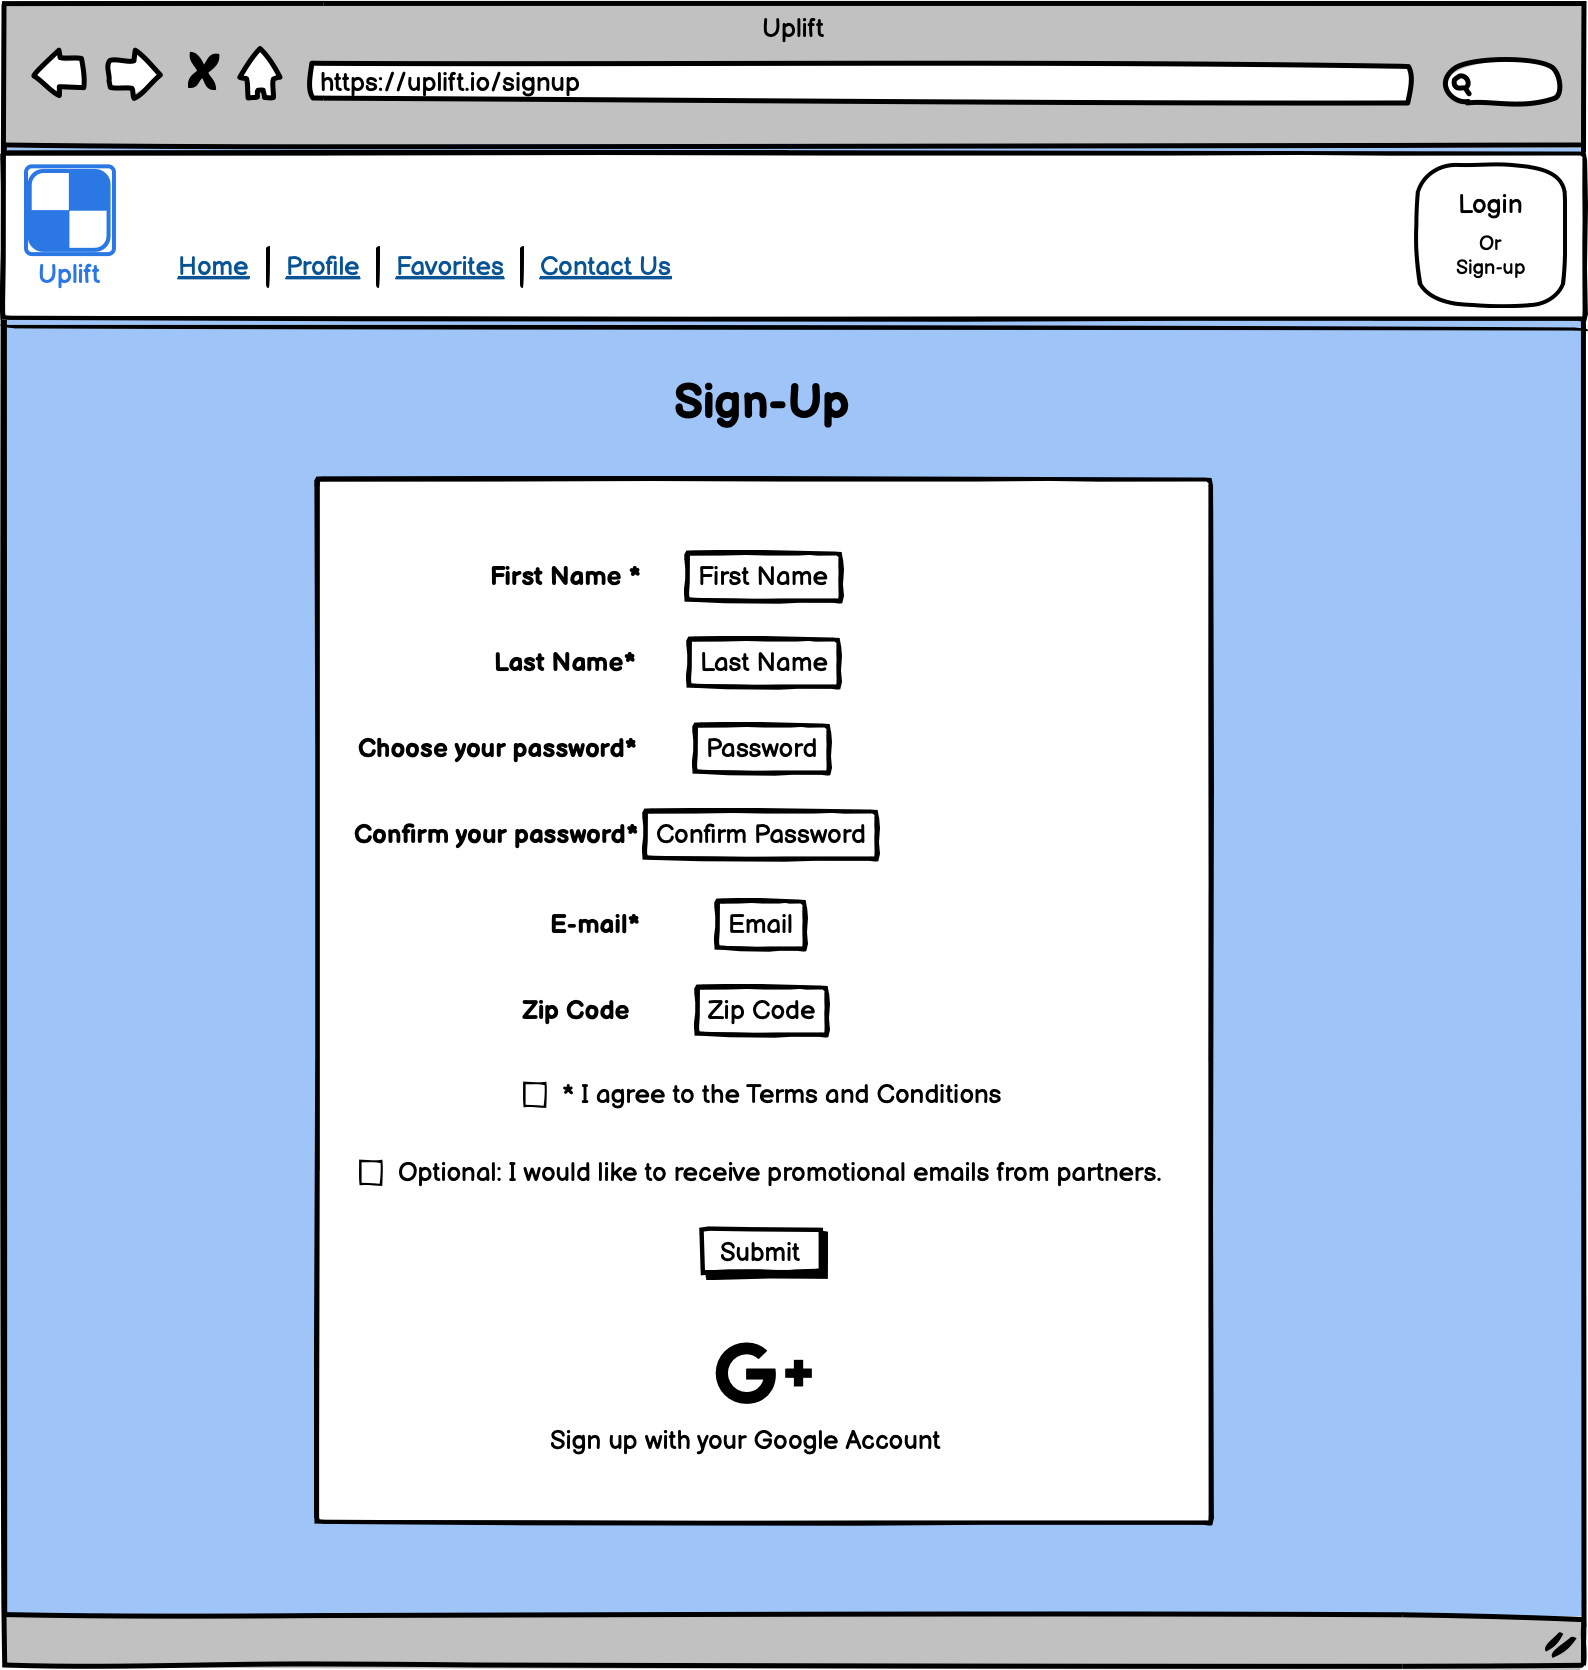 Uplift
https://uplift.io/signup
Uplift
Home
Profile
Favorites
Contact Us
Login
Or
Sign-up
Sign-Up
First Name * First Name
Last Name* Last Name
Choose your password* Password
Confirm your password* Confirm Password
E-mail* Email
Zip Code Zip Code
* I agree to the Terms and Conditions
Optional: I would like to receive promotional emails from partners.
Submit
G+
Sign up with your Google Account